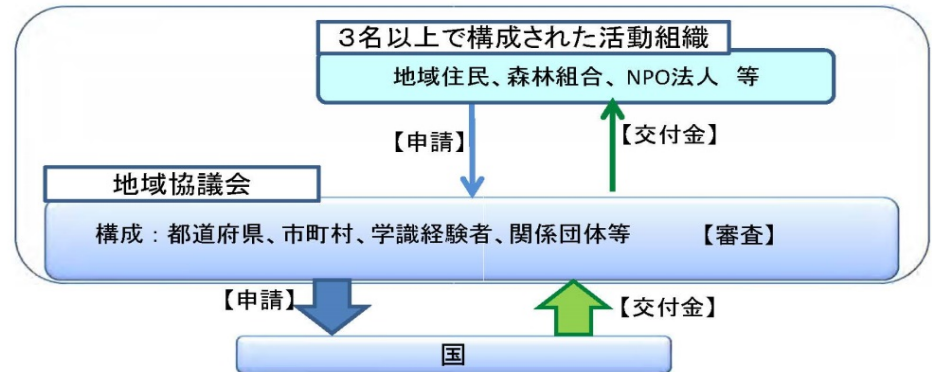 ３名以上で構成された活動組織
地域住民、森林組合、NPO法人 等
【申請】
【交付金】
地域協議会
構成：都道府県、市町村、学識経験者、関係団体等 【審査】
【申請】
【交付金】
国